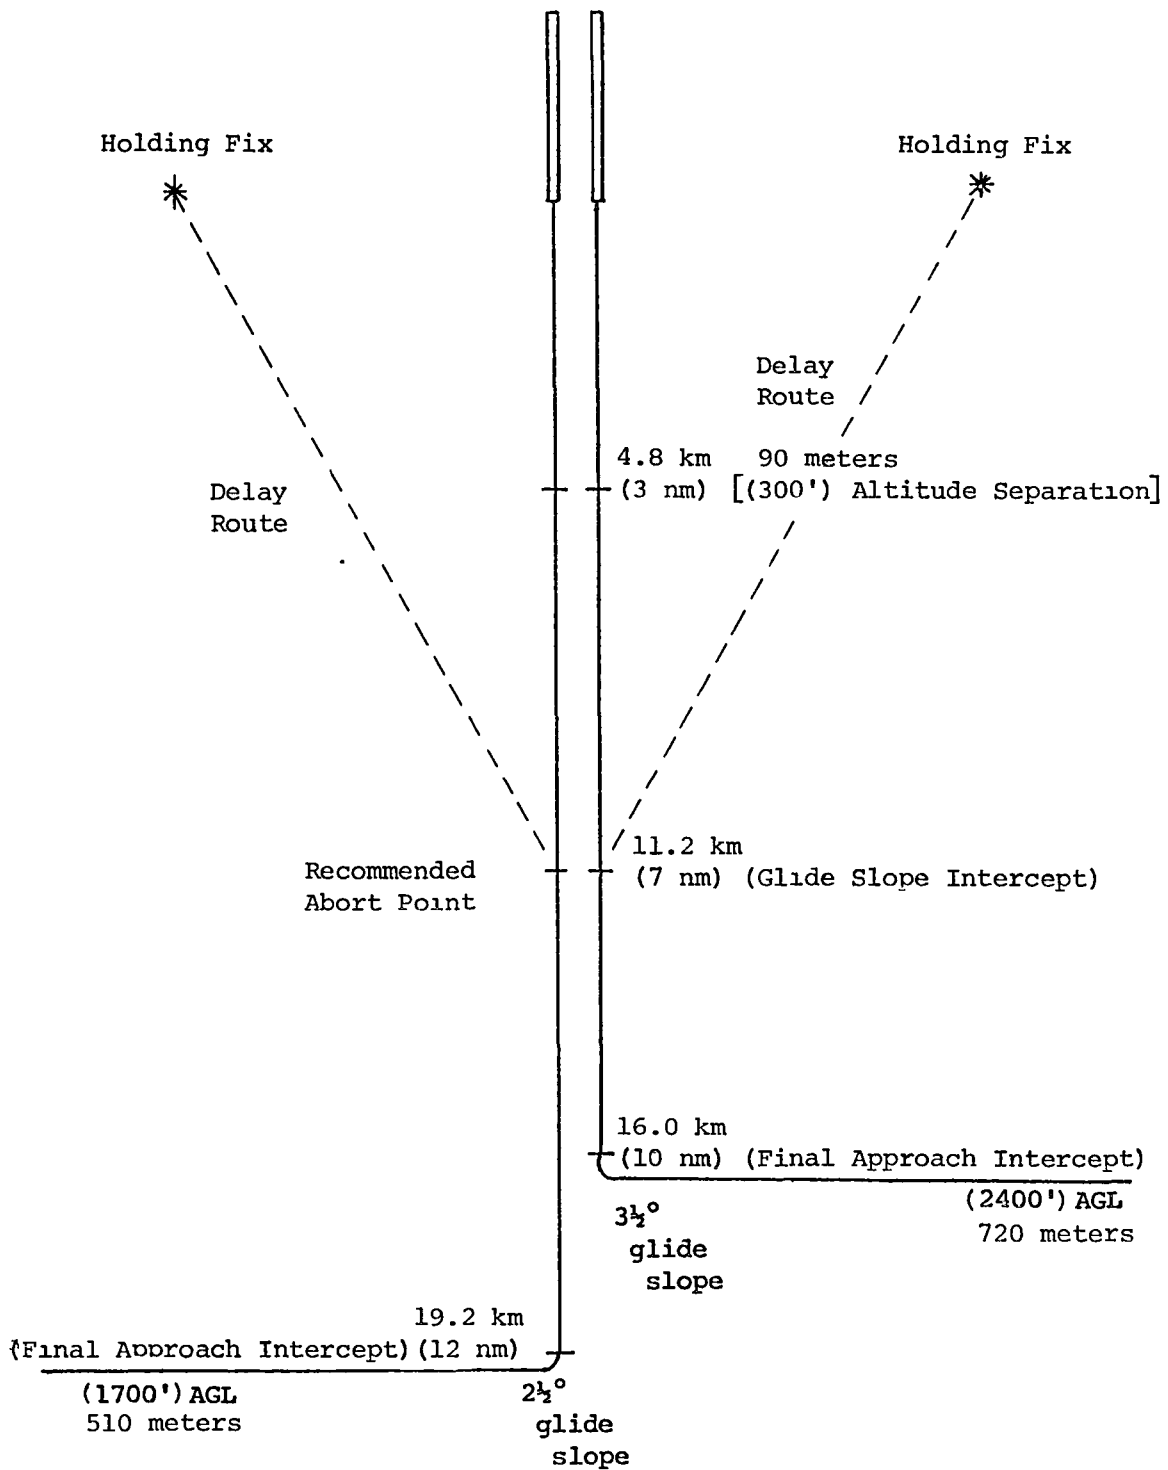 Holding Fix
Holding Fix
Delay
Route
4.8 km 90 meters
(3 nm) [(300') Altitude Separation]
Delay
Route
11.2 km
(7 nm) (Glide Slope Intercept)
Recommended
Abort Point
16.0 km
(10 nm) (Final Approach Intercept)
(2400') AGL
720 meters
3½°
glide
slope
19.2 km
(Final Approach Intercept) (12 nm)
(1700') AGL
510 meters
2½°
glide
slope